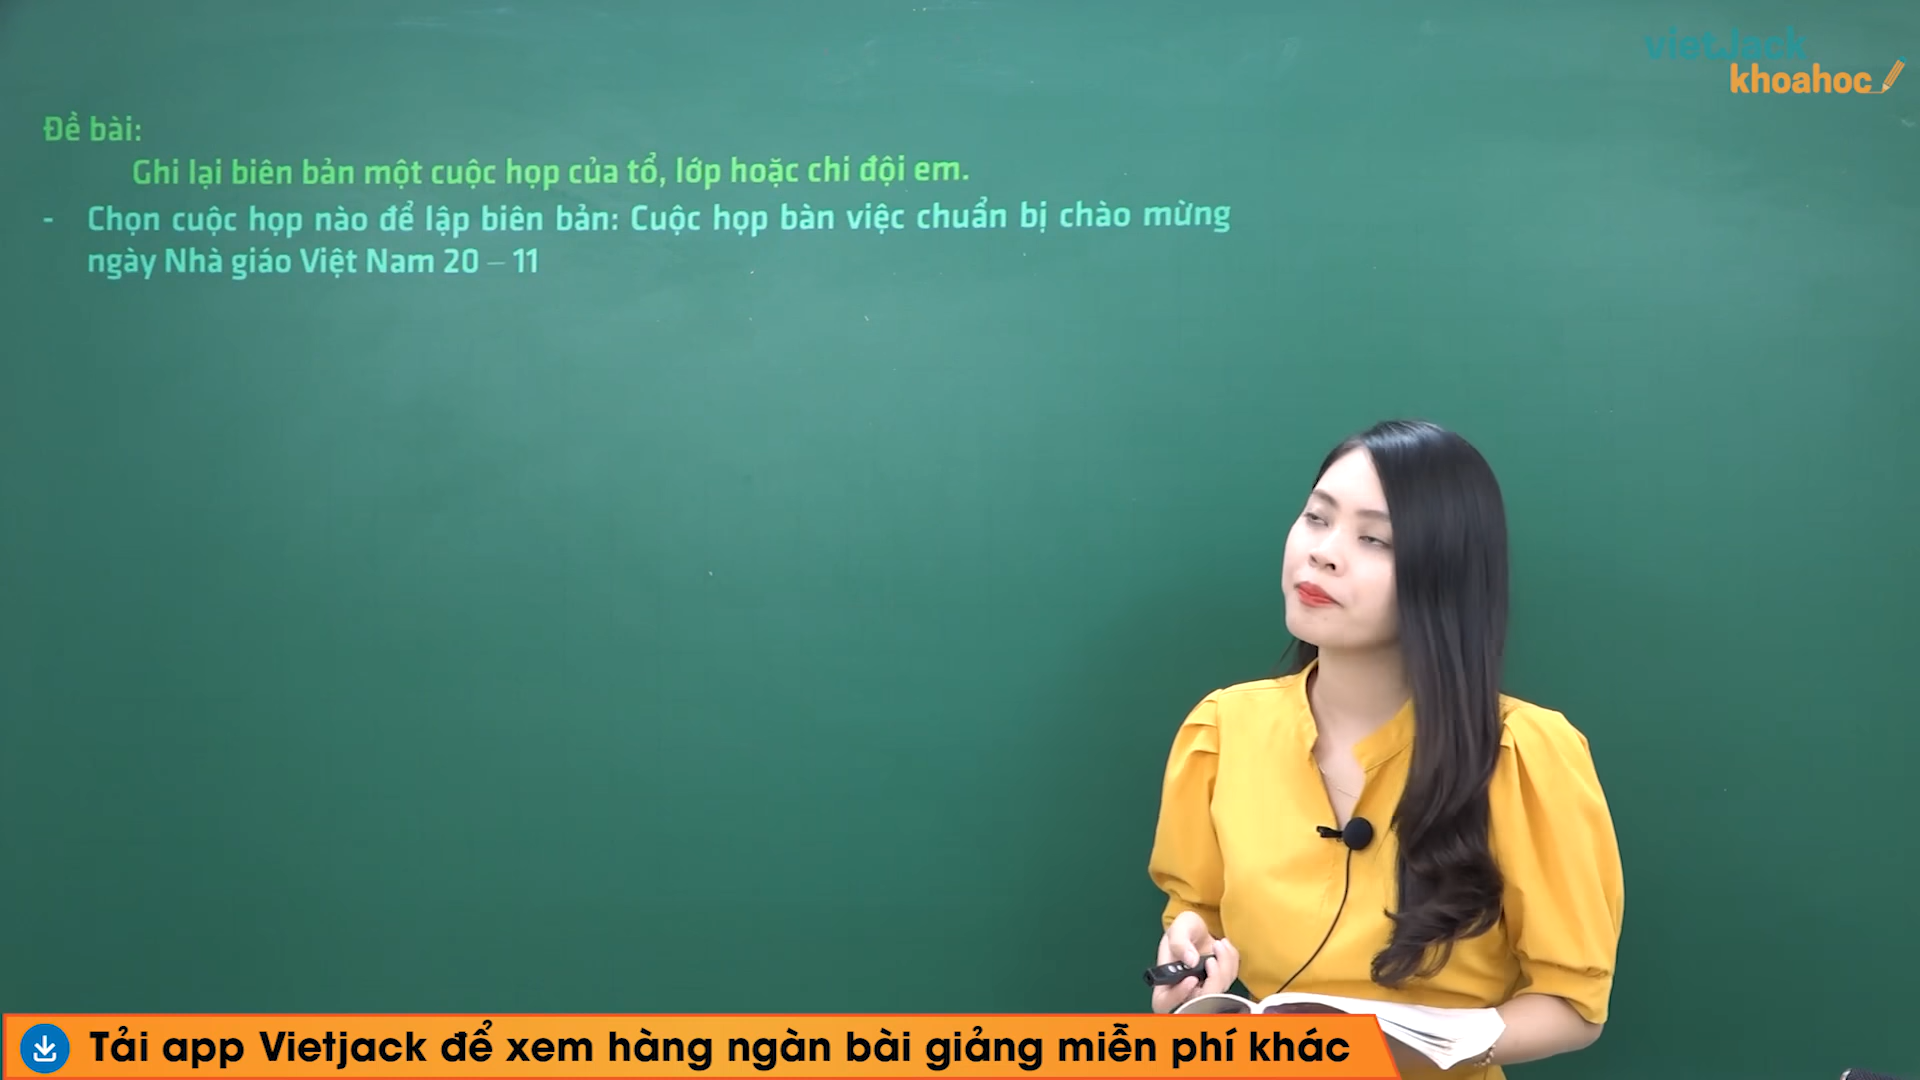 vietJack
khoahoc
Đề bài:
Ghi lại biên bản một cuộc họp của tổ, lớp hoặc chi đội em.
- Chọn cuộc họp nào để lập biên bản: Cuộc họp bàn việc chuẩn bị chào mừng
ngày Nhà giáo Việt Nam 20 – 11
Tải app Vietjack để xem hàng ngàn bài giảng miễn phí khác